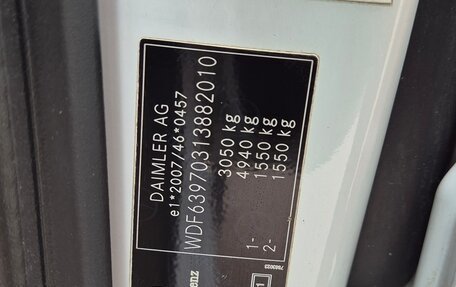 DAIMLER AG
e1*2007/46*0457
WDF63970313882010
3050 kg
4940 kg
1- 1550 kg
2- 1550 kg